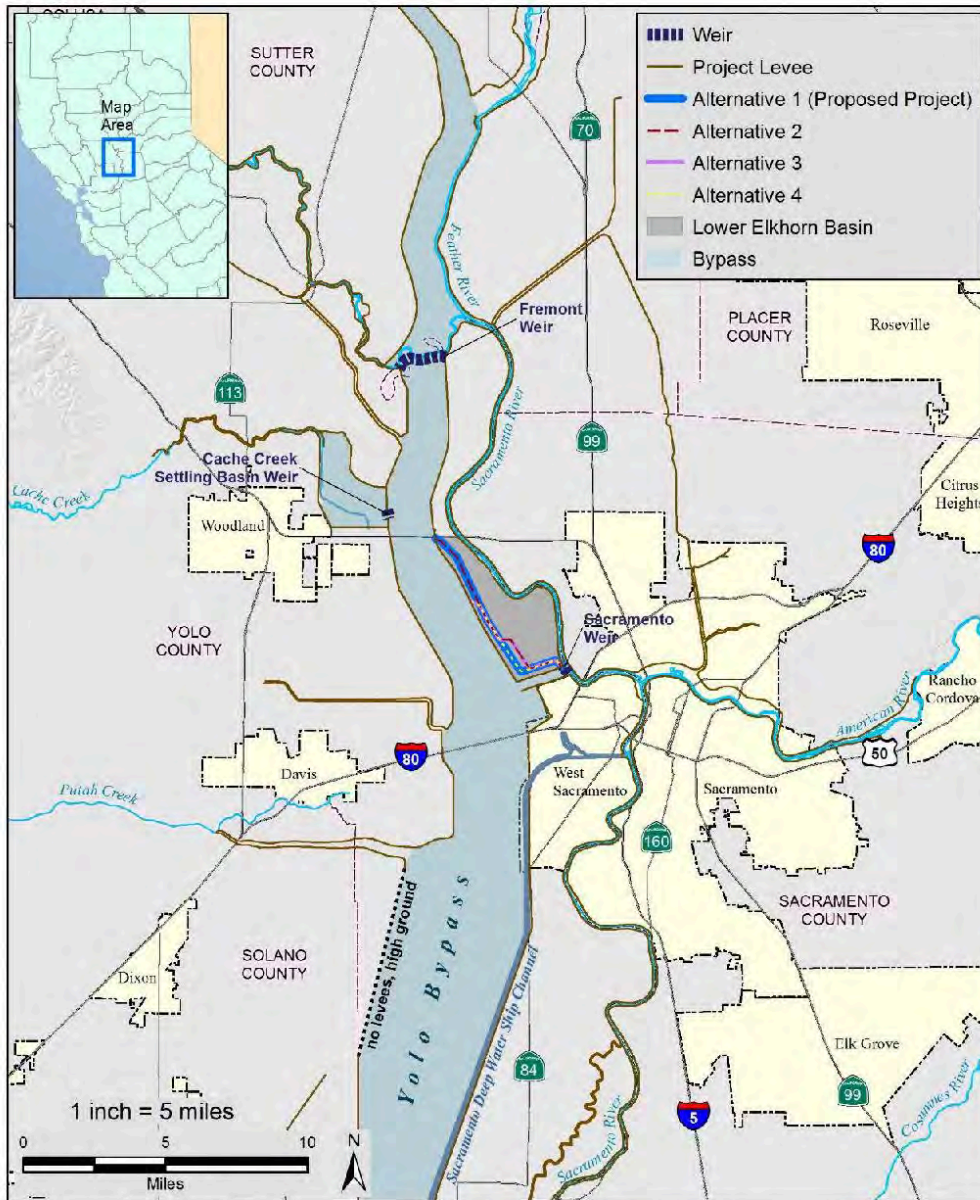 SUTTER
COUNTY
Map
Area
Weir
Project Levee
Alternative 1 (Proposed Project)
Alternative 2
Alternative 3
Alternative 4
Lower Elkhorn Basin
Bypass
70
Feather River
Fremont
Weir
PLACER
COUNTY
Roseville
113
99
Sacramento River
Cache Creek
Settling Basin Weir
Cache Creek
Woodland
Citrus
Heights
80
Sacramento
Weir
YOLO
COUNTY
Rancho
Cordova
American River
50
80
Davis
West
Sacramento
Sacramento
Putah Creek
160
SACRAMENTO
COUNTY
no levees, high ground
Yolo Bypass
Sacramento Deep Water Ship Channel
SOLANO
COUNTY
Dixon
Elk Grove
84
99
5
Sacramento River
Cosumnes River
1 inch = 5 miles
0 5 10
Miles
N